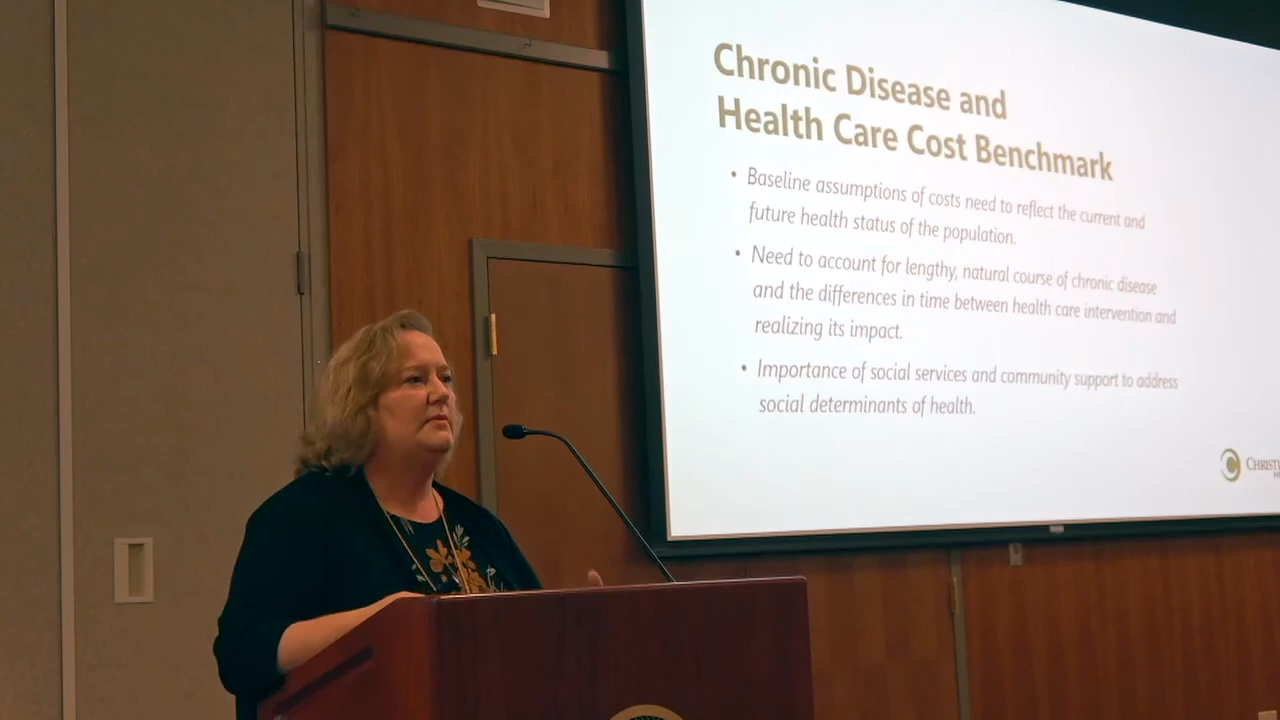 Chronic Disease and
Health Care Cost Benchmark
• Baseline assumptions of costs need to reflect the current and
future health status of the population.
• Need to account for lengthy, natural course of chronic disease
and the differences in time between health care intervention and
realizing its impact.
• Importance of social services and community support to address
social determinants of health.